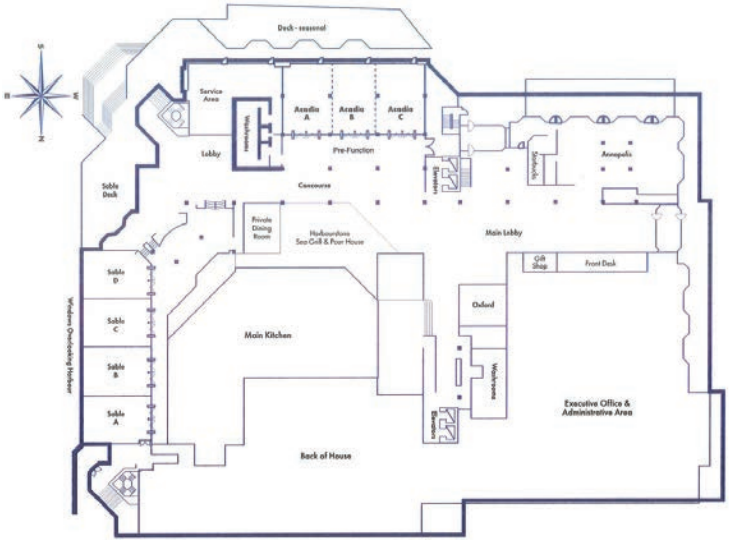 Deck - seasonal
S
W
N
Service
Area
Washrooms
Acadia
A
Acadia
B
Acadia
C
Pre-Function
Lobby
Concourse
Elevators
Starbucks
Annapolis
Sable
Deck
Private
Dining
Room
Harbourstone
Sea Grill & Pour House
Main Lobby
Gift
Shop
Front Desk
Sable
D
Sable
C
Sable
B
Sable
A
Windows Overlooking Harbour
Main Kitchen
Oxford
Washrooms
Elevators
Executive Office &
Administrative Area
Back of House